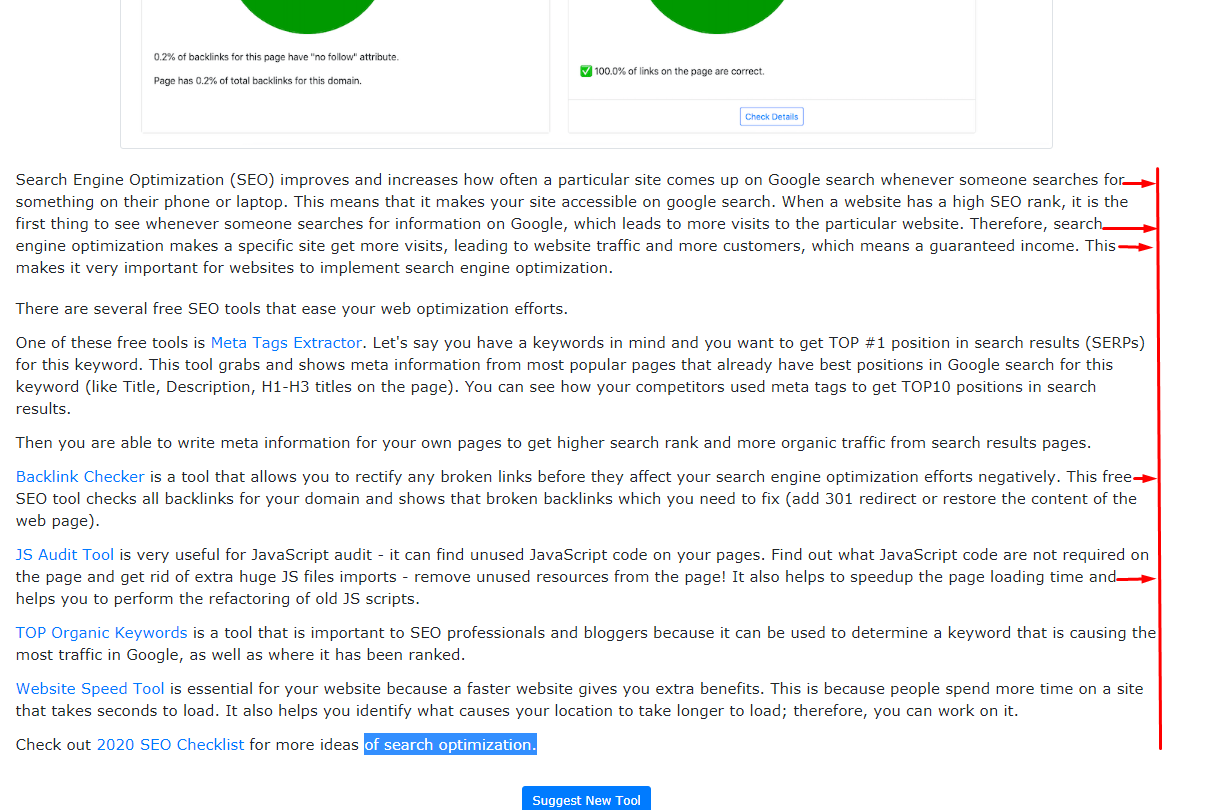 0.2% of backlinks for this page have "no follow" attribute.
Page has 0.2% of total backlinks for this domain.
100.0% of links on the page are correct.
Check Details
Search Engine Optimization (SEO) improves and increases how often a particular site comes up on Google search whenever someone searches for
something on their phone or laptop. This means that it makes your site accessible on google search. When a website has a high SEO rank, it is the
first thing to see whenever someone searches for information on Google, which leads to more visits to the particular website. Therefore, search
engine optimization makes a specific site get more visits, leading to website traffic and more customers, which means a guaranteed income. This
makes it very important for websites to implement search engine optimization.
There are several free SEO tools that ease your web optimization efforts.
One of these free tools is Meta Tags Extractor. Let's say you have a keywords in mind and you want to get TOP #1 position in search results (SERPs)
for this keyword. This tool grabs and shows meta information from most popular pages that already have best positions in Google search for this
keyword (like Title, Description, H1-H3 titles on the page). You can see how your competitors used meta tags to get TOP10 positions in search
results.
Then you are able to write meta information for your own pages to get higher search rank and more organic traffic from search results pages.
Backlink Checker is a tool that allows you to rectify any broken links before they affect your search engine optimization efforts negatively. This free
SEO tool checks all backlinks for your domain and shows that broken backlinks which you need to fix (add 301 redirect or restore the content of the
web page).
JS Audit Tool is very useful for JavaScript audit - it can find unused JavaScript code on your pages. Find out what JavaScript code are not required on
the page and get rid of extra huge JS files imports - remove unused resources from the page! It also helps to speedup the page loading time and
helps you to perform the refactoring of old JS scripts.
TOP Organic Keywords is a tool that is important to SEO professionals and bloggers because it can be used to determine a keyword that is causing the
most traffic in Google, as well as where it has been ranked.
Website Speed Tool is essential for your website because a faster website gives you extra benefits. This is because people spend more time on a site
that takes seconds to load. It also helps you identify what causes your location to take longer to load; therefore, you can work on it.
Check out 2020 SEO Checklist for more ideas of search optimization.
Suggest New Tool